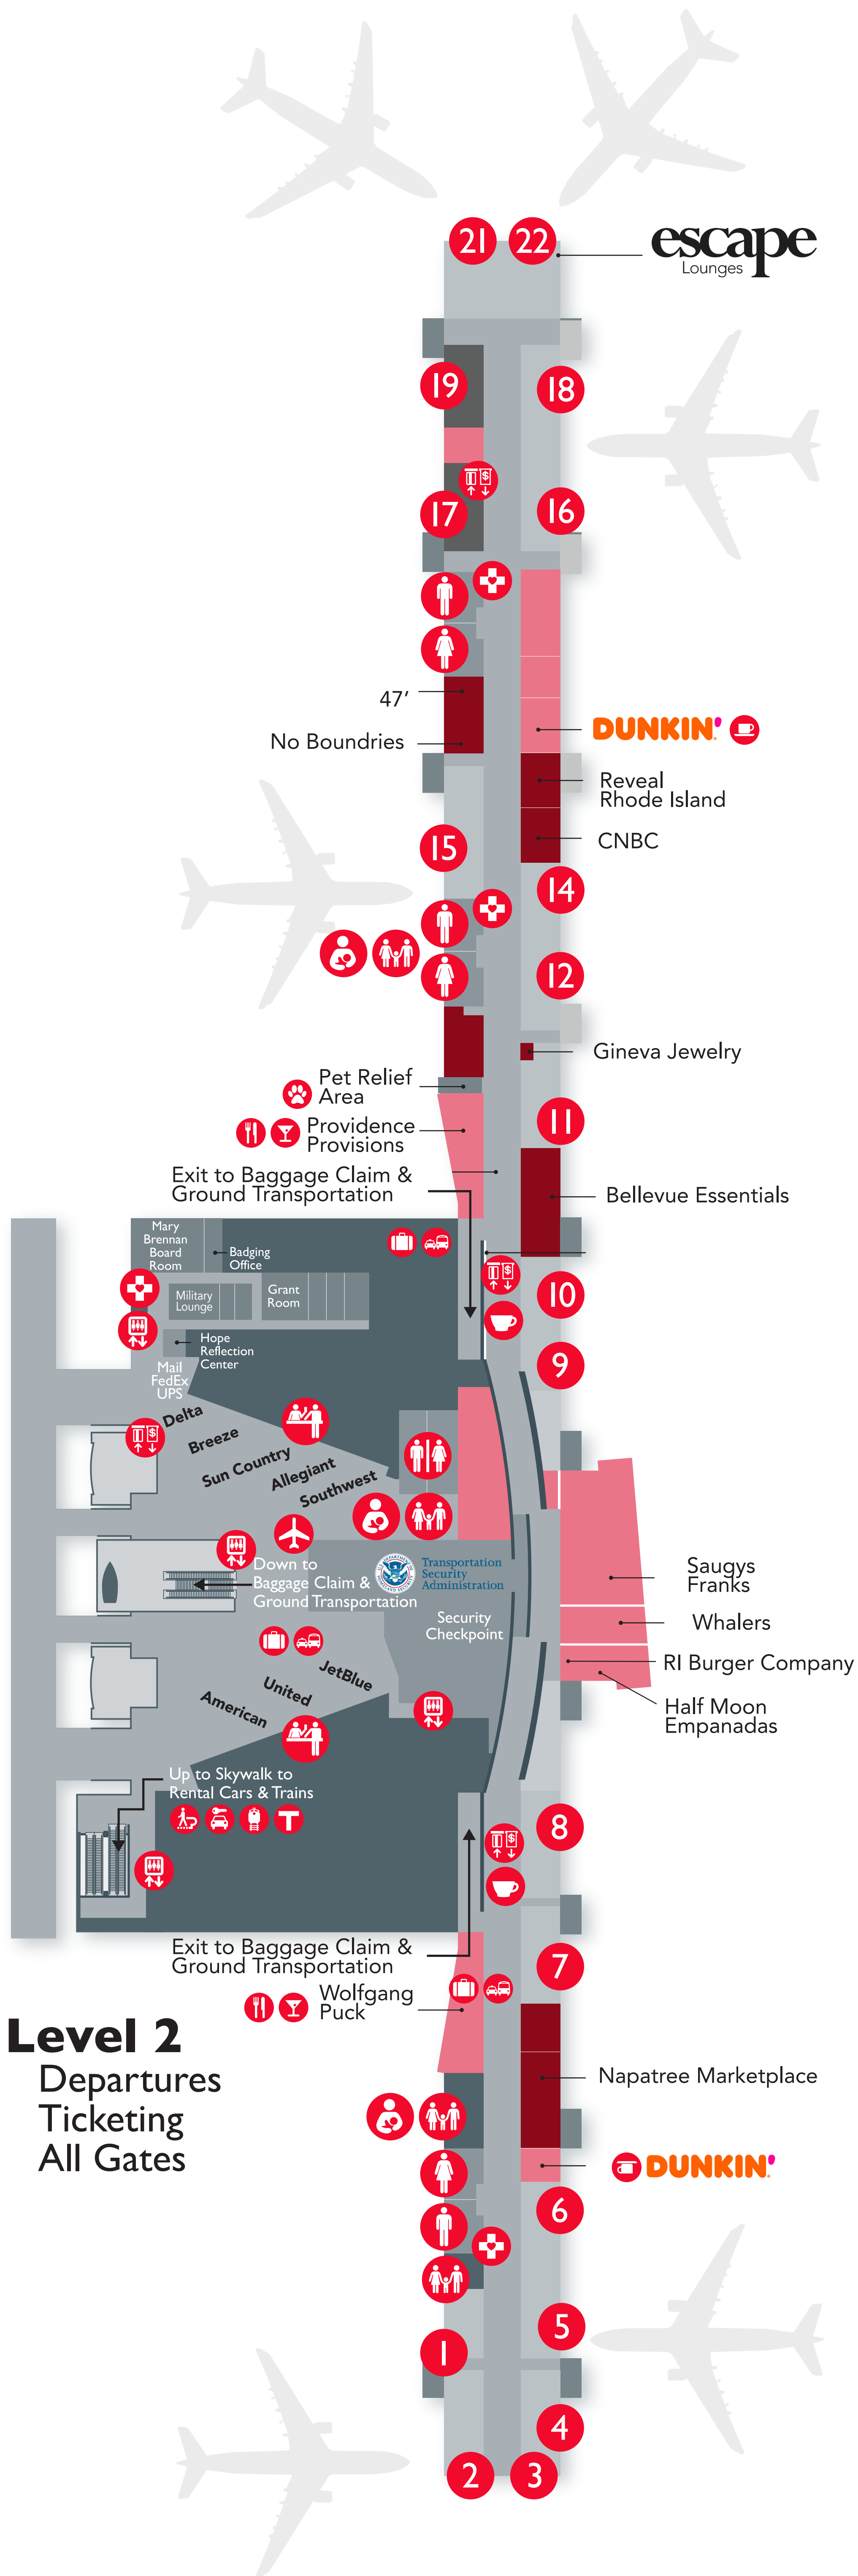 21
22
escape
Lounges
19
18
17
16
47'
No Boundries
DUNKIN'
Reveal
Rhode Island
CNBC
15
14
12
Gineva Jewelry
Pet Relief
Area
11
Providence
Provisions
Exit to Baggage Claim &
Ground Transportation
Bellevue Essentials
Mary
Brennan
Board
Room
Badging
Office
Military
Lounge
Grant
Room
10
Hope
Reflection
Center
9
Mail
FedEx
UPS
Delta
Breeze
Sun Country
Allegiant
Southwest
Down to
Baggage Claim &
Ground Transportation
Transportation
Security
Administration
Security
Checkpoint
Saugys
Franks
Whalers
RI Burger Company
Half Moon
Empanadas
JetBlue
United
American
Up to Skywalk to
Rental Cars & Trains
T
8
Exit to Baggage Claim &
Ground Transportation
7
Wolfgang
Puck
Level 2
Departures
Ticketing
All Gates
Napatree Marketplace
DUNKIN'
6
5
1
4
2
3